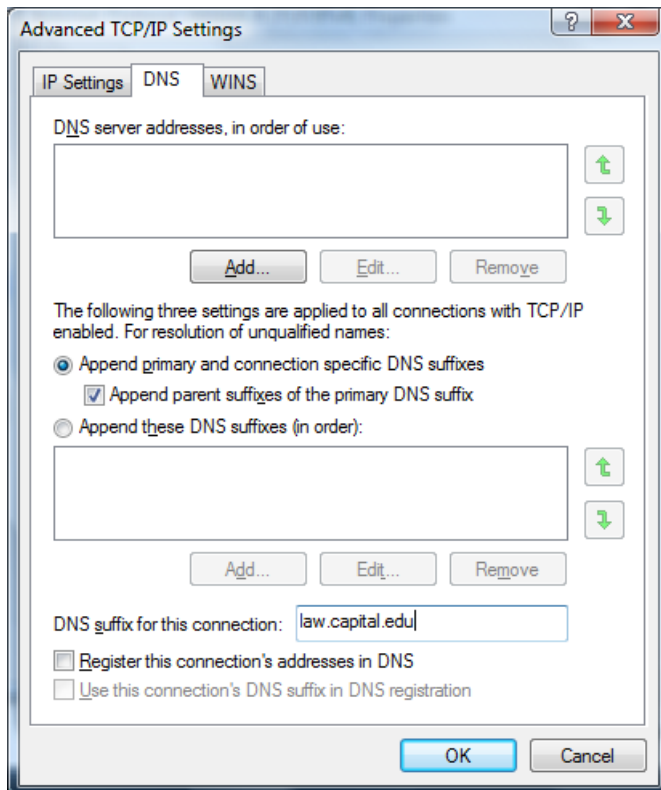 Advanced TCP/IP Settings
IP Settings DNS WINS
DNS server addresses, in order of use:
Add... Edit... Remove
The following three settings are applied to all connections with TCP/IP
enabled. For resolution of unqualified names:
Append primary and connection specific DNS suffixes
Append parent suffixes of the primary DNS suffix
Append these DNS suffixes (in order):
Add... Edit... Remove
DNS suffix for this connection: law.capital.edu
Register this connection's addresses in DNS
Use this connection's DNS suffix in DNS registration
OK Cancel